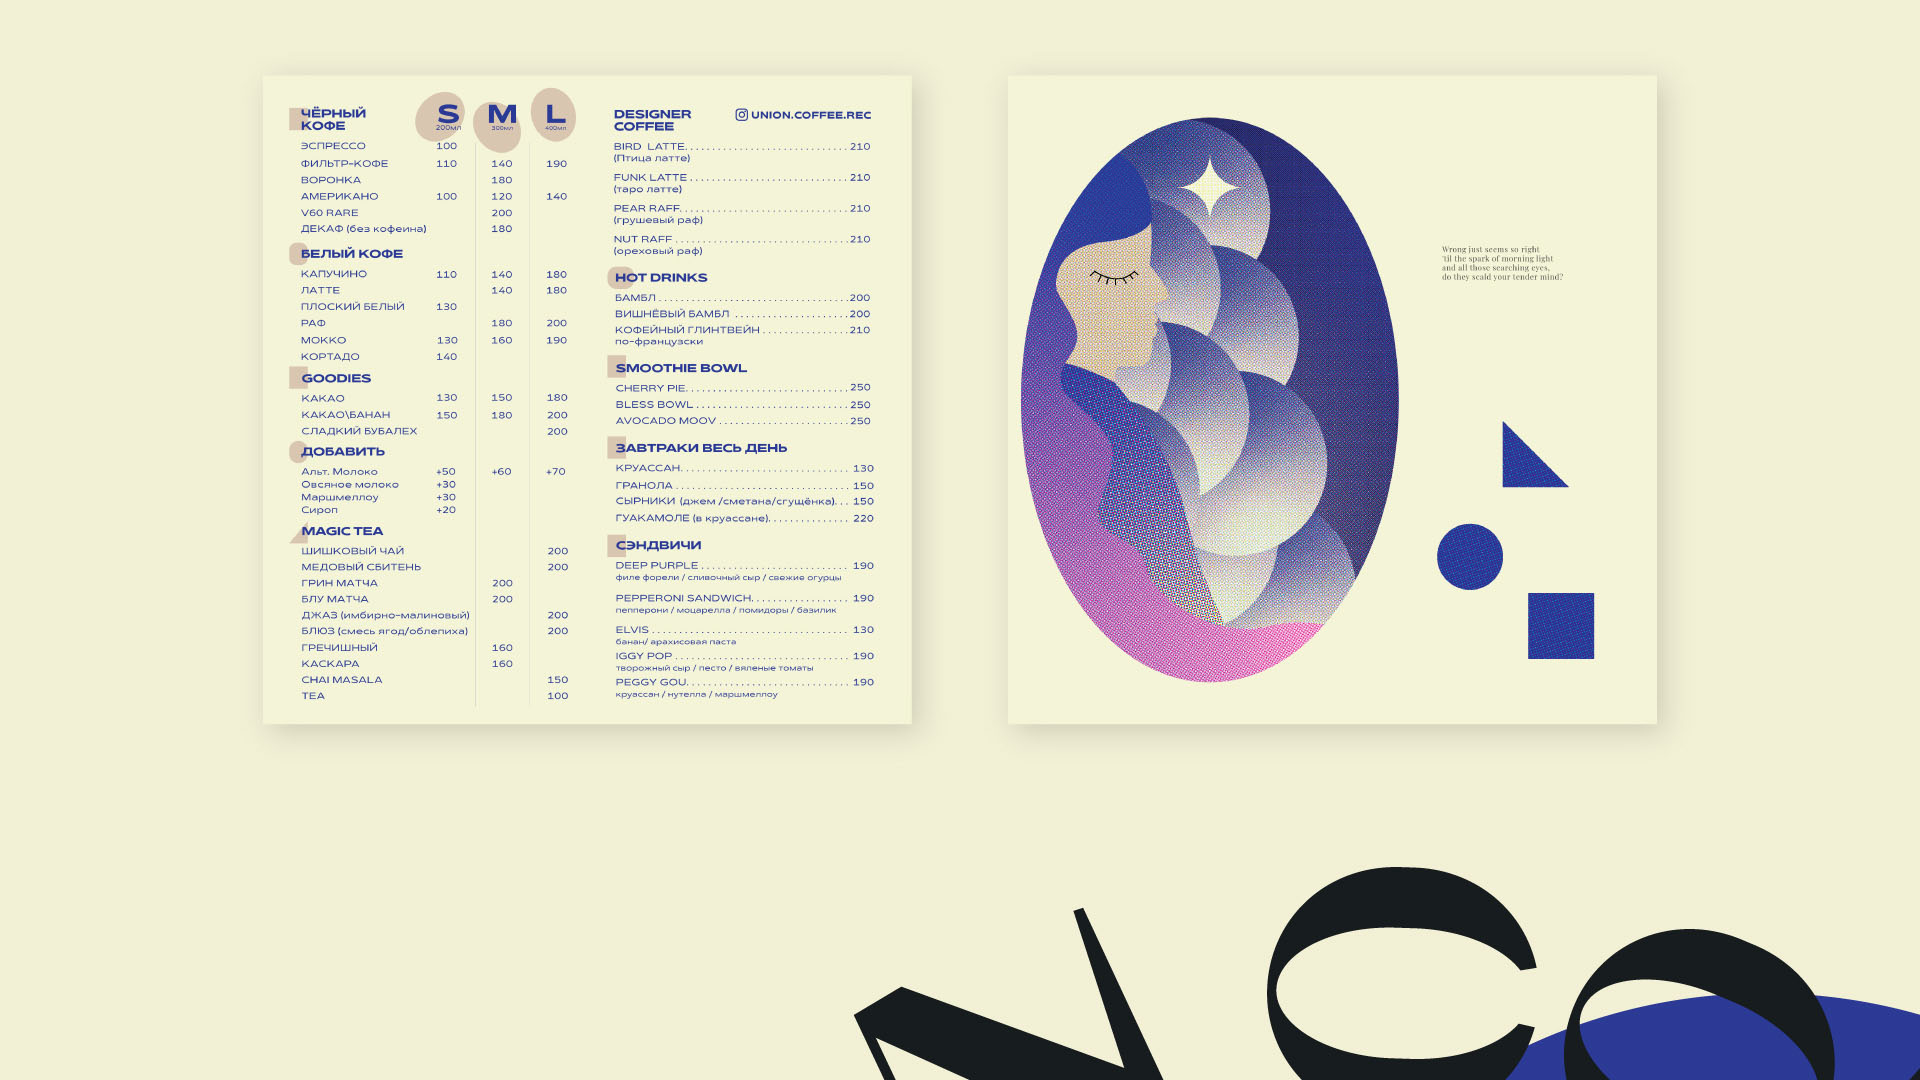 ЧЁРНЫЙ
КОФЕ
S M L
200мл 300мл 400мл
ЭСПРЕССО 100
ФИЛЬТР-КОФЕ 110 140 190
ВОРОНКА 180
АМЕРИКАНО 100 120 140
V60 RARE 200
ДЕКАФ (без кофеина) 180
БЕЛЫЙ КОФЕ
КАПУЧИНО 110 140 180
ЛАТТЕ 140 180
ПЛОСКИЙ БЕЛЫЙ 130
РАФ 180 200
МОККО 130 160 190
КОРТАДО 140
GOODIES
КАКАО 130 150 180
КАКАО\БАНАН 150 180 200
СЛАДКИЙ БУБАЛЕХ 200
ДОБАВИТЬ
Альт. Молоко +50 +60 +70
Овсяное молоко +30
Маршмеллоу +30
Сироп +20
MAGIC TEA
ШИШКОВЫЙ ЧАЙ 200
МЕДОВЫЙ СБИТЕНЬ 200
ГРИН МАТЧА 200
БЛУ МАТЧА 200
ДЖАЗ (имбирно-малиновый) 200
БЛЮЗ (смесь ягод/облепиха) 200
ГРЕЧИШНЫЙ 160
КАСКАРА 160
CHAI MASALA 150
TEA 100
DESIGNER
COFFEE
UNION.COFFEE.REC
BIRD LATTE 210
(Птица латте)
FUNK LATTE 210
(таро латте)
PEAR RAFF 210
(грушевый раф)
NUT RAFF 210
(ореховый раф)
HOT DRINKS
БАМБЛ 200
ВИШНЁВЫЙ БАМБЛ 200
КОФЕЙНЫЙ ГЛИНТВЕЙН 210
по-французски
SMOOTHIE BOWL
CHERRY PIE 250
BLESS BOWL 250
AVOCADO MOOV 250
ЗАВТРАКИ ВЕСЬ ДЕНЬ
КРУАССАН 130
ГРАНОЛА 150
СЫРНИКИ (джем /сметана/сгущёнка) 150
ГУАКАМОЛЕ (в круассане) 220
СЭНДВИЧИ
DEEP PURPLE 190
филе форели / сливочный сыр / свежие огурцы
PEPPERONI SANDWICH 190
пепперони / моцарелла / помидоры / базилик
ELVIS 130
банан/ арахисовая паста
IGGY POP 190
творожный сыр / песто / вяленые томаты
PEGGY GOU 190
круассан / нутелла / маршмеллоу
Wrong just seems so right
'til the spark of morning light
and all those searching eyes,
do they scald your tender mind?